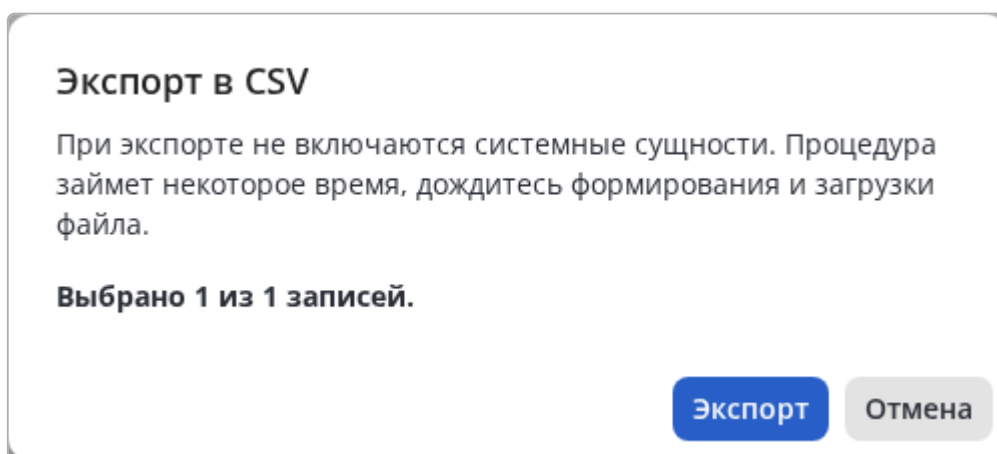 Экспорт в CSV
При экспорте не включаются системные сущности. Процедура
займет некоторое время, дождитесь формирования и загрузки
файла.
Выбрано 1 из 1 записей.
Экспорт
Отмена